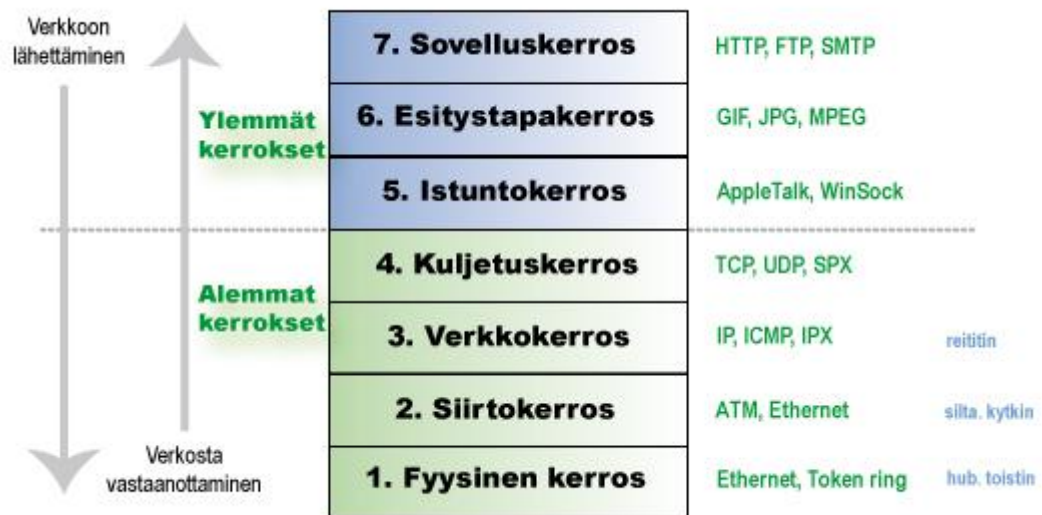 Verkkoon
lähettäminen
7. Sovelluskerros
HTTP, FTP, SMTP
Ylemmät
kerrokset
6. Esitystapakerros
GIF, JPG, MPEG
5. Istuntokerros
AppleTalk, WinSock
Alemmat
kerrokset
4. Kuljetuskerros
TCP, UDP, SPX
3. Verkkokerros
IP, ICMP, IPX
reititin
2. Siirtokerros
ATM, Ethernet
silta. kytkin
Verkosta
vastaanottaminen
1. Fyysinen kerros
Ethernet, Token ring
hub. toistin